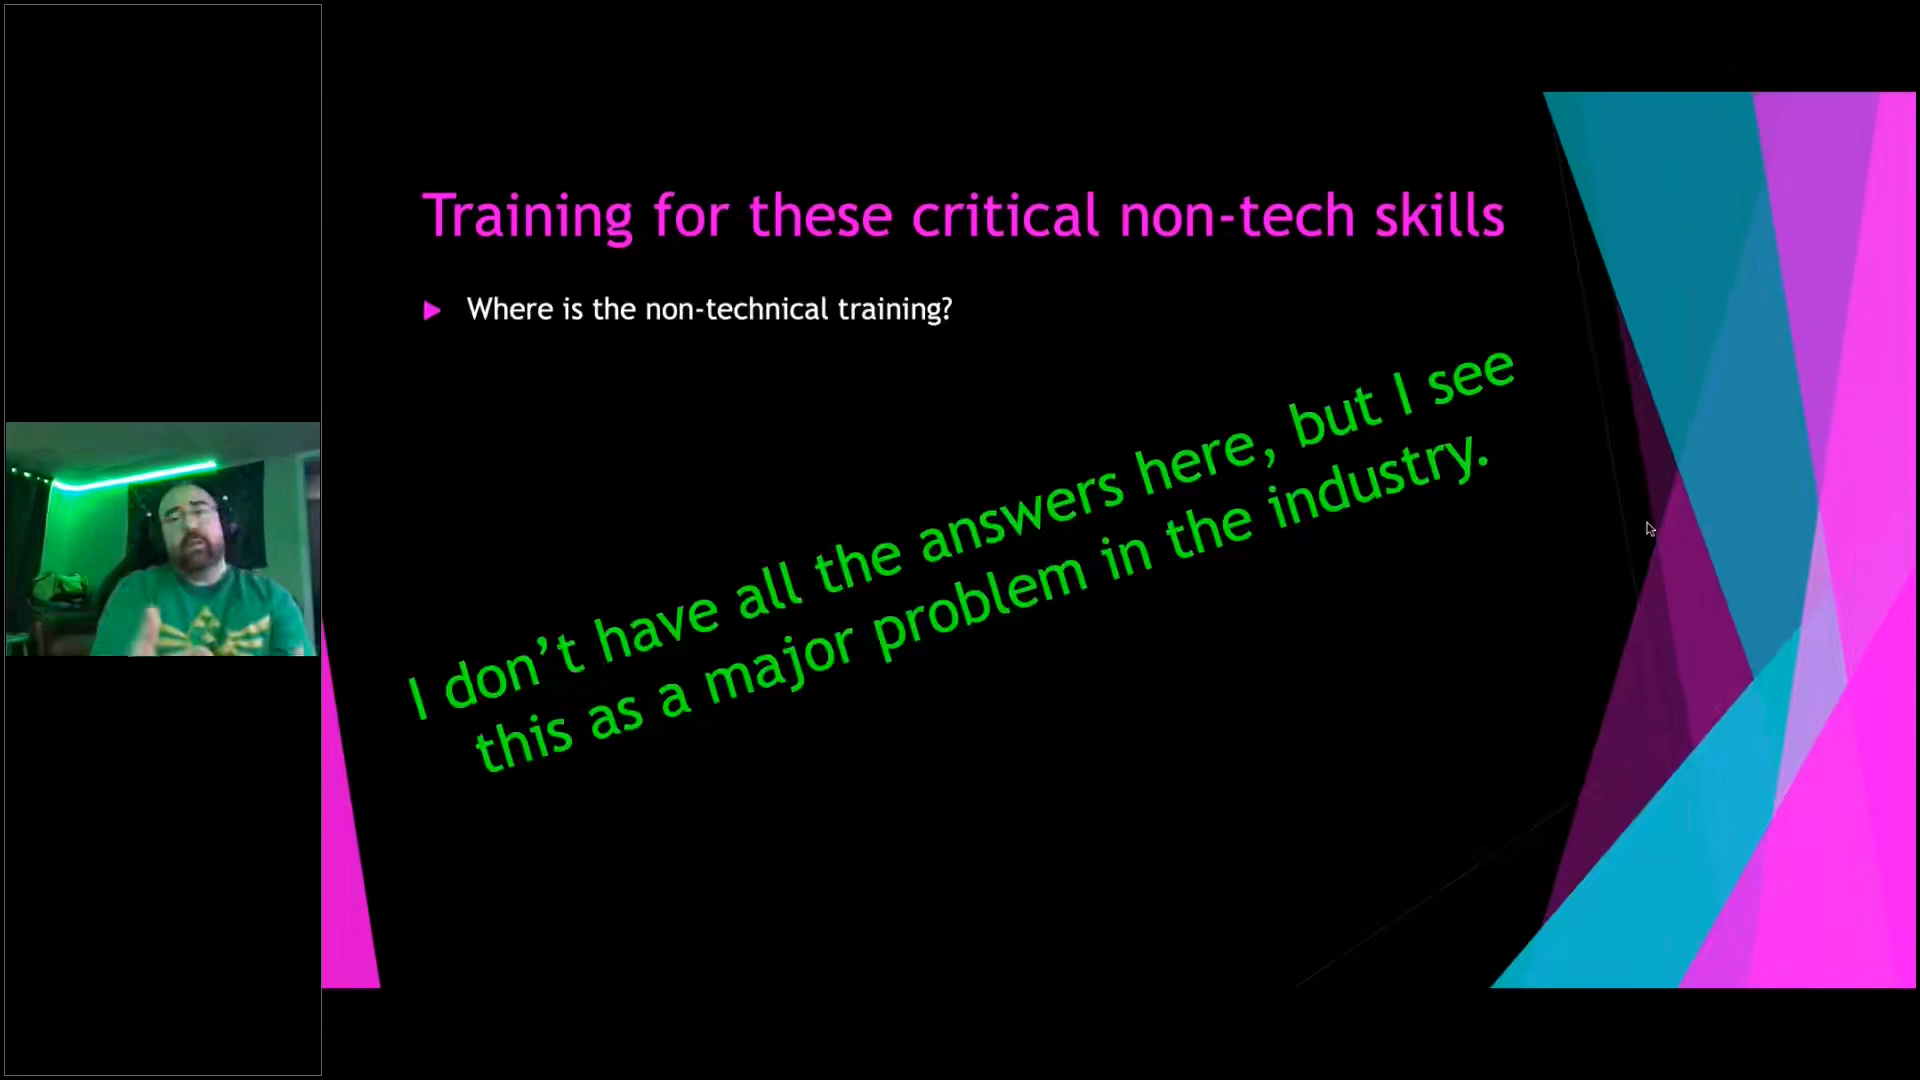 Training for these critical non-tech skills
Where is the non-technical training?
I don’t have all the answers here, but I see
this as a major problem in the industry.